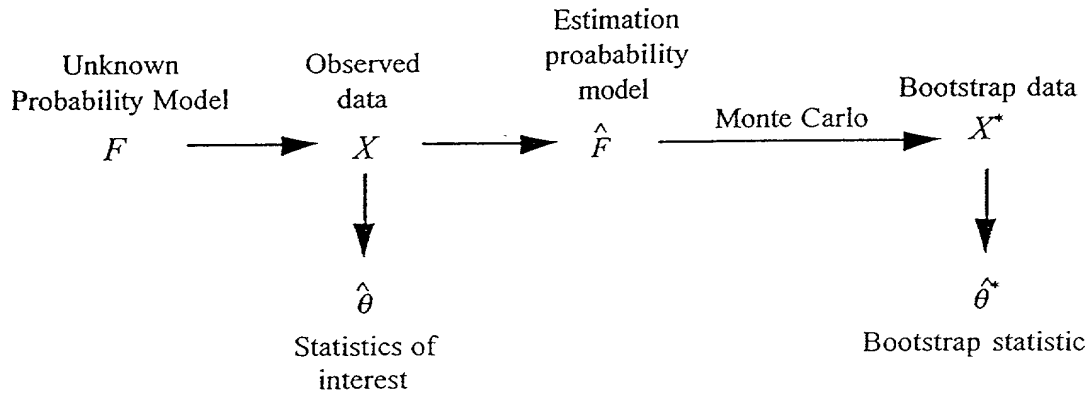 Unknown
Probability Model
F
Observed
data
X
Estimation
proabability
model
F̂
Monte Carlo
Bootstrap data
X*
θ̂
Statistics of
interest
θ̂*
Bootstrap statistic